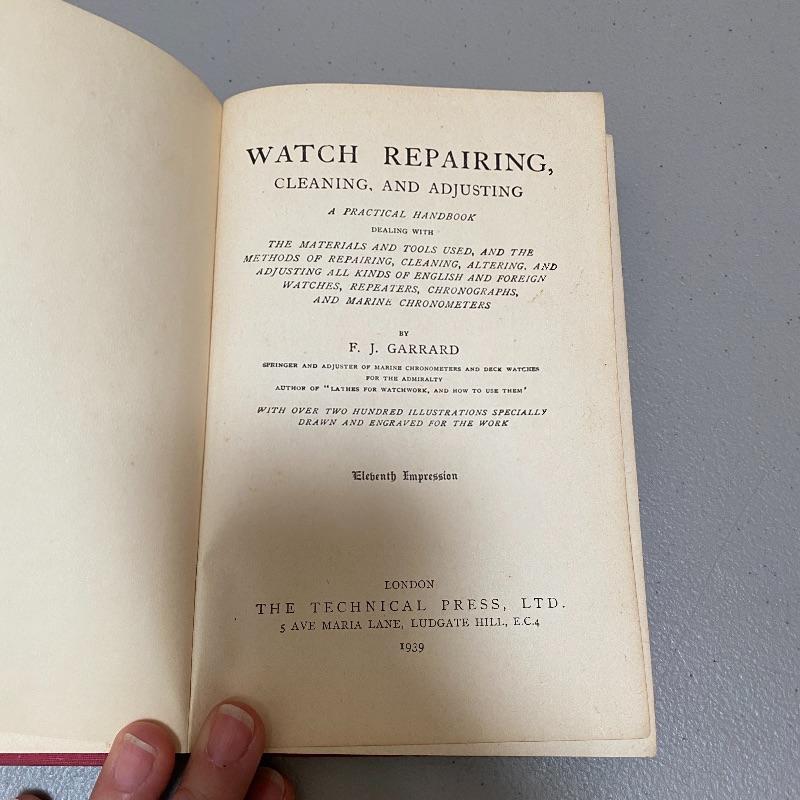 WATCH REPAIRING,
CLEANING, AND ADJUSTING
A PRACTICAL HANDBOOK
DEALING WITH
THE MATERIALS AND TOOLS USED, AND THE
METHODS OF REPAIRING, CLEANING, ALTERING, AND
ADJUSTING ALL KINDS OF ENGLISH AND FOREIGN
WATCHES, REPEATERS, CHRONOGRAPHS,
AND MARINE CHRONOMETERS
BY
F. J. GARRARD
SPRINGER AND ADJUSTER OF MARINE CHRONOMETERS AND DECK WATCHES
FOR THE ADMIRALTY
AUTHOR OF "LATHES FOR WATCHWORK, AND HOW TO USE THEM"
WITH OVER TWO HUNDRED ILLUSTRATIONS SPECIALLY
DRAWN AND ENGRAVED FOR THE WORK
Eleventh Impression
LONDON
THE TECHNICAL PRESS, LTD.
5 AVE MARIA LANE, LUDGATE HILL, E.C.4
1939